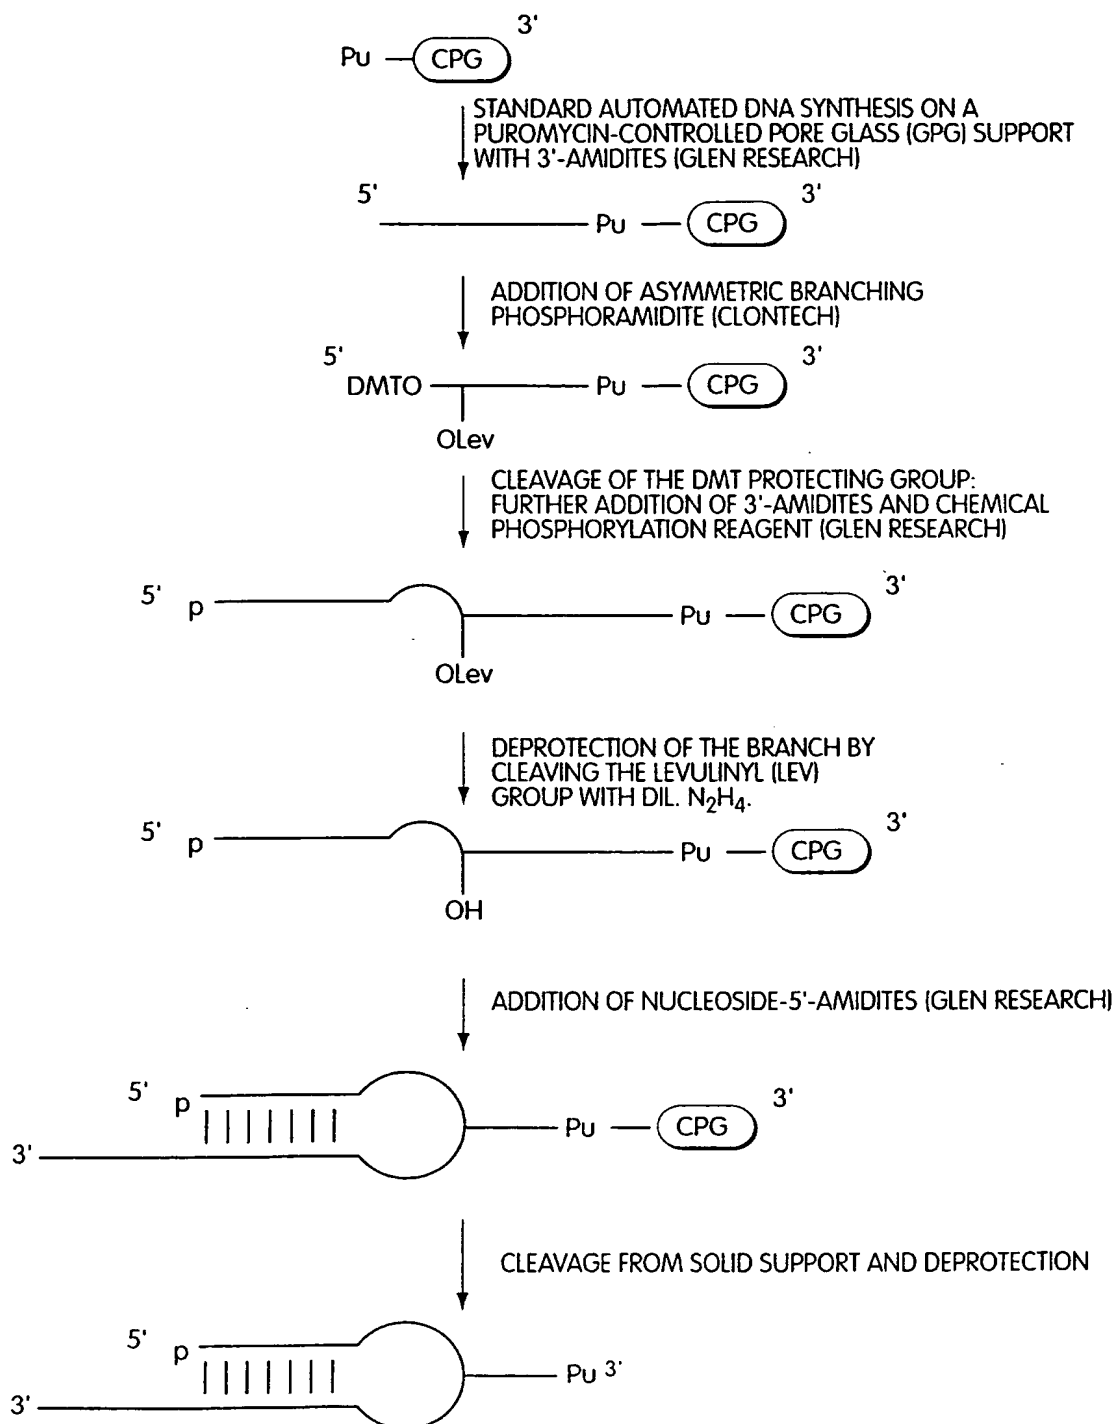 3'
Pu CPG
STANDARD AUTOMATED DNA SYNTHESIS ON A
PUROMYCIN-CONTROLLED PORE GLASS (GPG) SUPPORT
WITH 3'-AMIDITES (GLEN RESEARCH)
5' 3'
Pu CPG
ADDITION OF ASYMMETRIC BRANCHING
PHOSPHORAMIDITE (CLONTECH)
5' 3'
DMTO Pu CPG
OLev
CLEAVAGE OF THE DMT PROTECTING GROUP:
FURTHER ADDITION OF 3'-AMIDITES AND CHEMICAL
PHOSPHORYLATION REAGENT (GLEN RESEARCH)
5' 3'
p Pu CPG
OLev
DEPROTECTION OF THE BRANCH BY
CLEAVING THE LEVULINYL (LEV)
GROUP WITH DIL. N₂H₄.
5' 3'
p Pu CPG
OH
ADDITION OF NUCLEOSIDE-5'-AMIDITES (GLEN RESEARCH)
5' 3'
p Pu CPG
3'
CLEAVAGE FROM SOLID SUPPORT AND DEPROTECTION
5' p
Pu 3'
3'